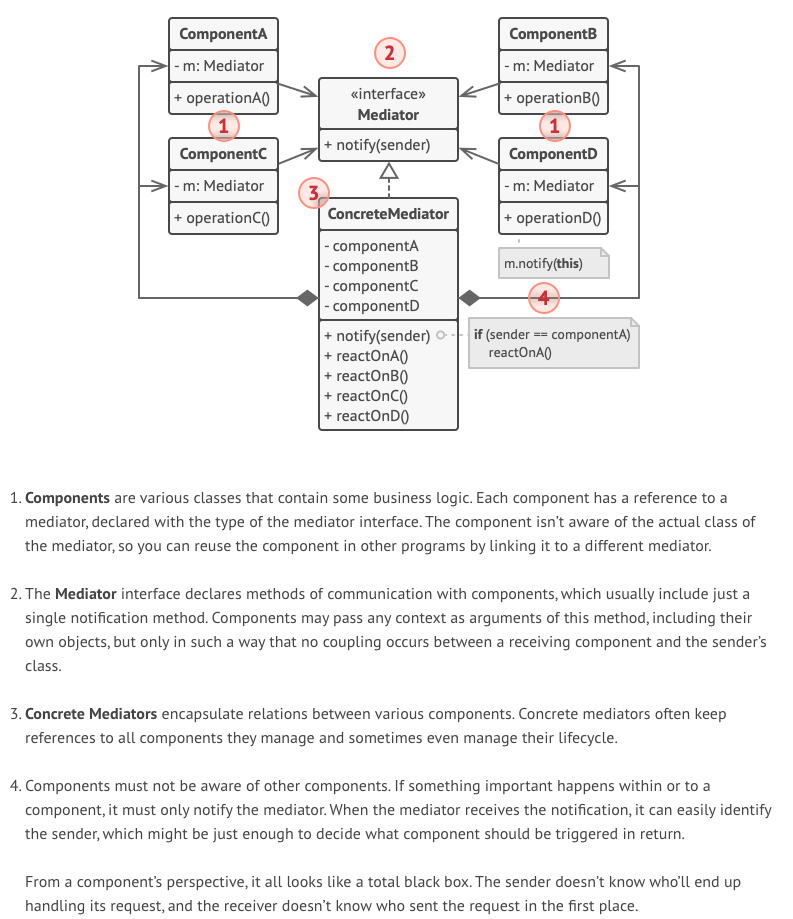 ComponentA
- m: Mediator
+ operationA()
1
ComponentC
- m: Mediator
+ operationC()
2
«interface»
Mediator
+ notify(sender)
ComponentB
- m: Mediator
+ operationB()
1
ComponentD
- m: Mediator
+ operationD()
m.notify(this)
3
ConcreteMediator
- componentA
- componentB
- componentC
- componentD
+ notify(sender)
+ reactOnA()
+ reactOnB()
+ reactOnC()
+ reactOnD()
4
if (sender == componentA)
reactOnA()
1. Components are various classes that contain some business logic. Each component has a reference to a
mediator, declared with the type of the mediator interface. The component isn’t aware of the actual class of
the mediator, so you can reuse the component in other programs by linking it to a different mediator.
2. The Mediator interface declares methods of communication with components, which usually include just a
single notification method. Components may pass any context as arguments of this method, including their
own objects, but only in such a way that no coupling occurs between a receiving component and the sender’s
class.
3. Concrete Mediators encapsulate relations between various components. Concrete mediators often keep
references to all components they manage and sometimes even manage their lifecycle.
4. Components must not be aware of other components. If something important happens within or to a
component, it must only notify the mediator. When the mediator receives the notification, it can easily identify
the sender, which might be just enough to decide what component should be triggered in return.
From a component’s perspective, it all looks like a total black box. The sender doesn’t know who’ll end up
handling its request, and the receiver doesn’t know who sent the request in the first place.